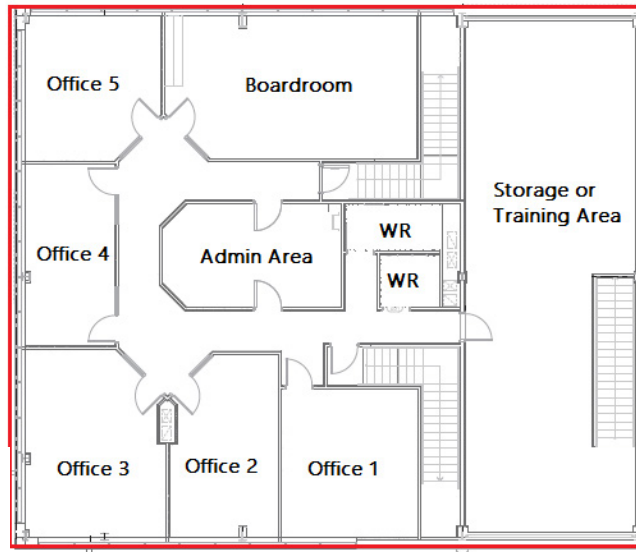 Office 5
Boardroom
Storage or
Training Area
WR
Office 4
Admin Area
WR
Office 3
Office 2
Office 1